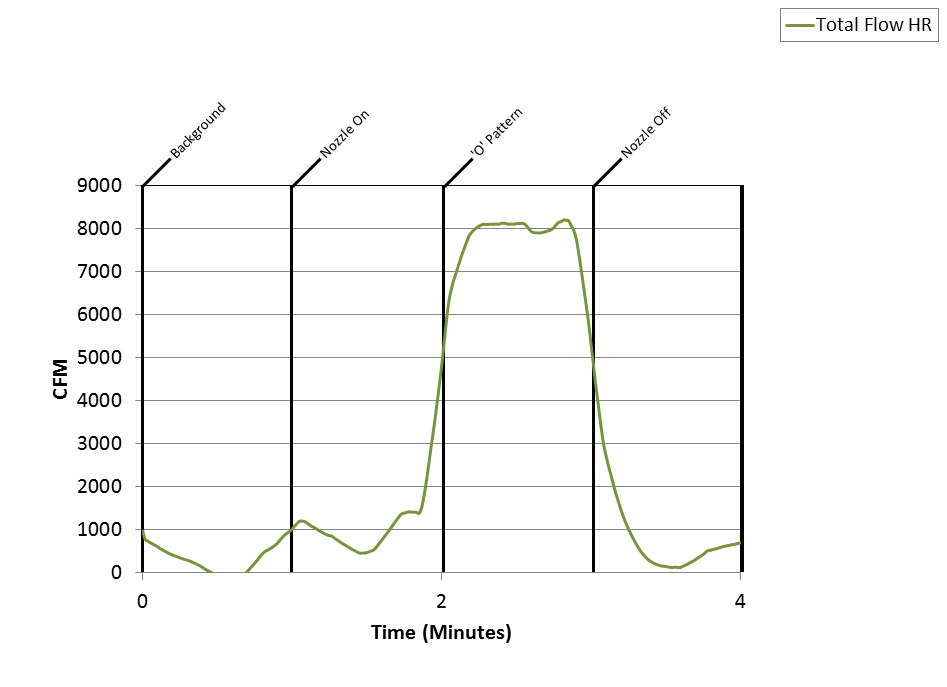 Total Flow HR
Background
Nozzle On
'O' Pattern
Nozzle Off
9000
8000
7000
6000
5000
4000
3000
2000
1000
0
CFM
0 2 4
Time (Minutes)